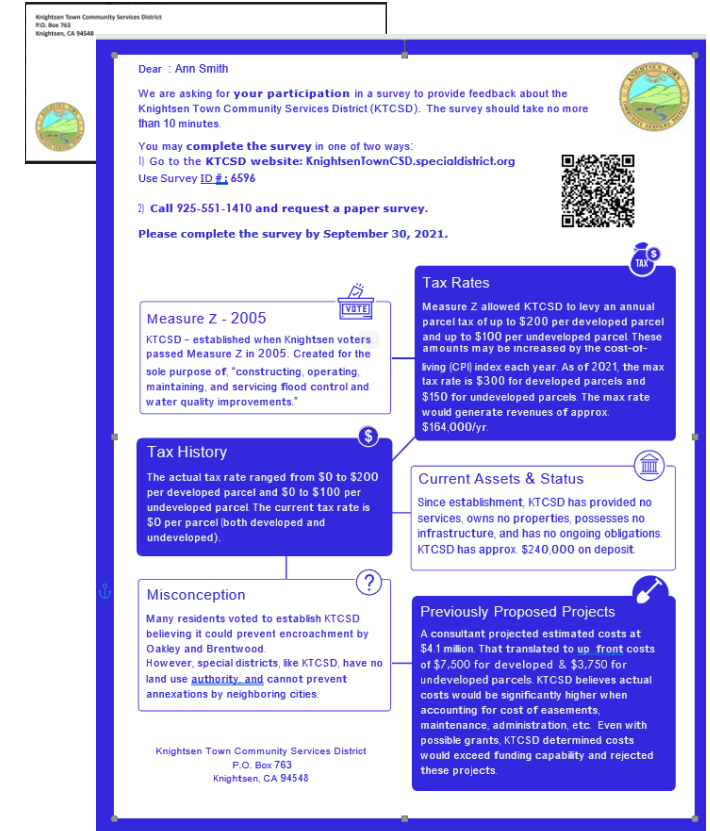 Knightsen Town Community Services District
P.O. Box 763
Knightsen, CA 94548
Dear : Ann Smith
We are asking for your participation in a survey to provide feedback about the
Knightsen Town Community Services District (KTCSD). The survey should take no more
than 10 minutes.
You may complete the survey in one of two ways:
1) Go to the KTCSD website: KnightsenTownCSD.specialdistrict.org
Use Survey ID #: 6596
2) Call 925-551-1410 and request a paper survey.
Please complete the survey by September 30, 2021.
KNIGHTSEN TOWN
COMMUNITY SERVICES DISTRICT
VOTE
Measure Z - 2005
KTCSD - established when Knightsen voters
passed Measure Z in 2005. Created for the
sole purpose of, "constructing, operating,
maintaining, and servicing flood control and
water quality improvements."
TAX
$
Tax Rates
Measure Z allowed KTCSD to levy an annual
parcel tax of up to $200 per developed parcel
and up to $100 per undeveloped parcel. These
amounts may be increased by the cost-of-
living (CPI) index each year. As of 2021, the max
tax rate is $300 for developed parcels and
$150 for undeveloped parcels. The max rate
would generate revenues of approx.
$164,000/yr.
$
Tax History
The actual tax rate ranged from $0 to $200
per developed parcel and $0 to $100 per
undeveloped parcel. The current tax rate is
$0 per parcel (both developed and
undeveloped).
Current Assets & Status
Since establishment, KTCSD has provided no
services, owns no properties, possesses no
infrastructure, and has no ongoing obligations.
KTCSD has approx. $240,000 on deposit.
?
Misconception
Many residents voted to establish KTCSD
believing it could prevent encroachment by
Oakley and Brentwood.
However, special districts, like KTCSD, have no
land use authority, and cannot prevent
annexations by neighboring cities.
Previously Proposed Projects
A consultant projected estimated costs at
$4.1 million. That translated to up front costs
of $7,500 for developed & $3,750 for
undeveloped parcels. KTCSD believes actual
costs would be significantly higher when
accounting for cost of easements,
maintenance, administration, etc. Even with
possible grants, KTCSD determined costs
would exceed funding capability and rejected
these projects.
Knightsen Town Community Services District
P.O. Box 763
Knightsen, CA 94548